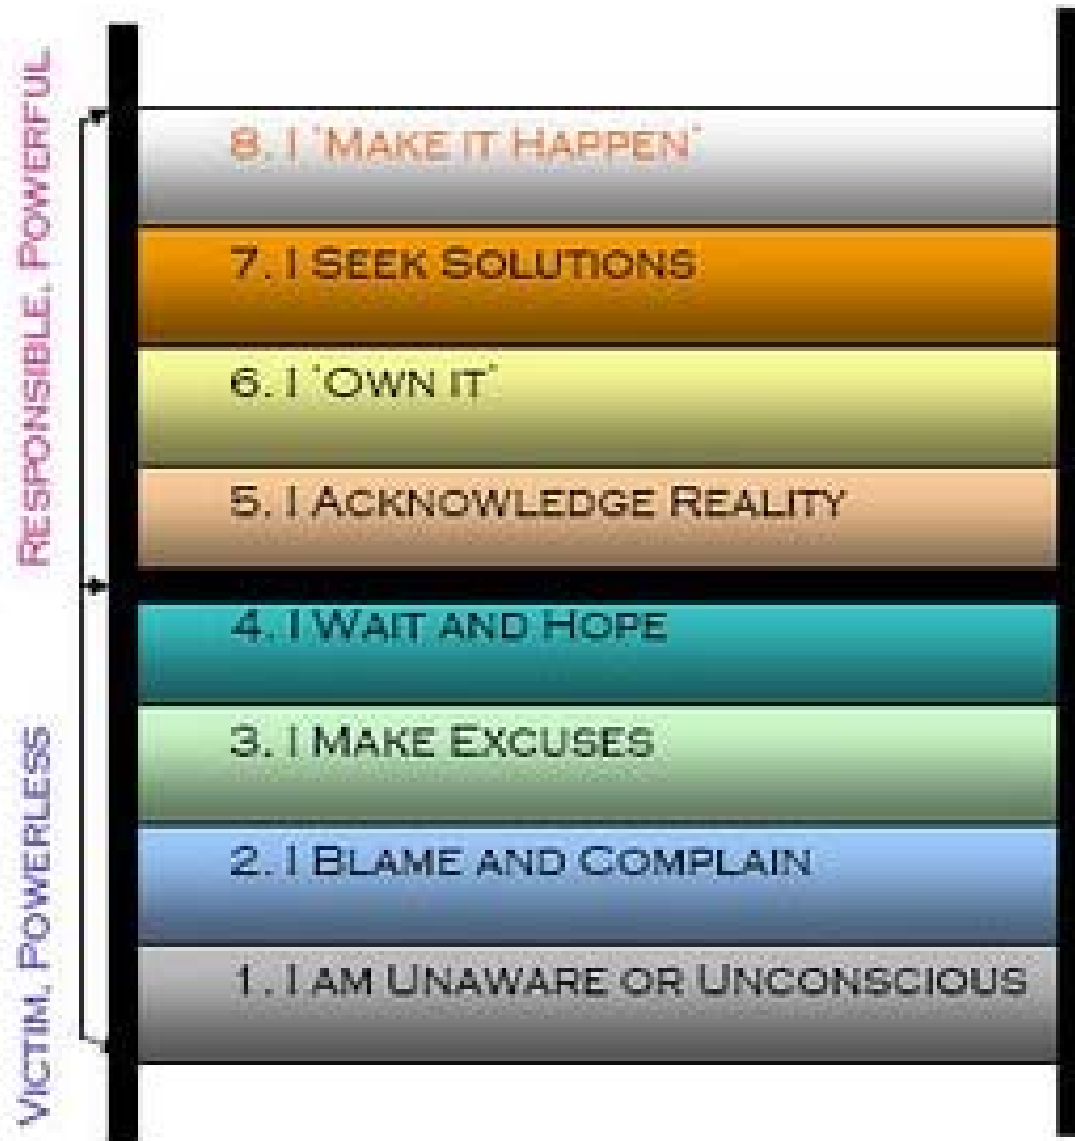 RESPONSIBLE, POWERFUL
8. I 'MAKE IT HAPPEN'
7. I SEEK SOLUTIONS
6. I 'OWN IT'
5. I ACKNOWLEDGE REALITY
VICTIM, POWERLESS
4. I WAIT AND HOPE
3. I MAKE EXCUSES
2. I BLAME AND COMPLAIN
1. I AM UNAWARE OR UNCONSCIOUS